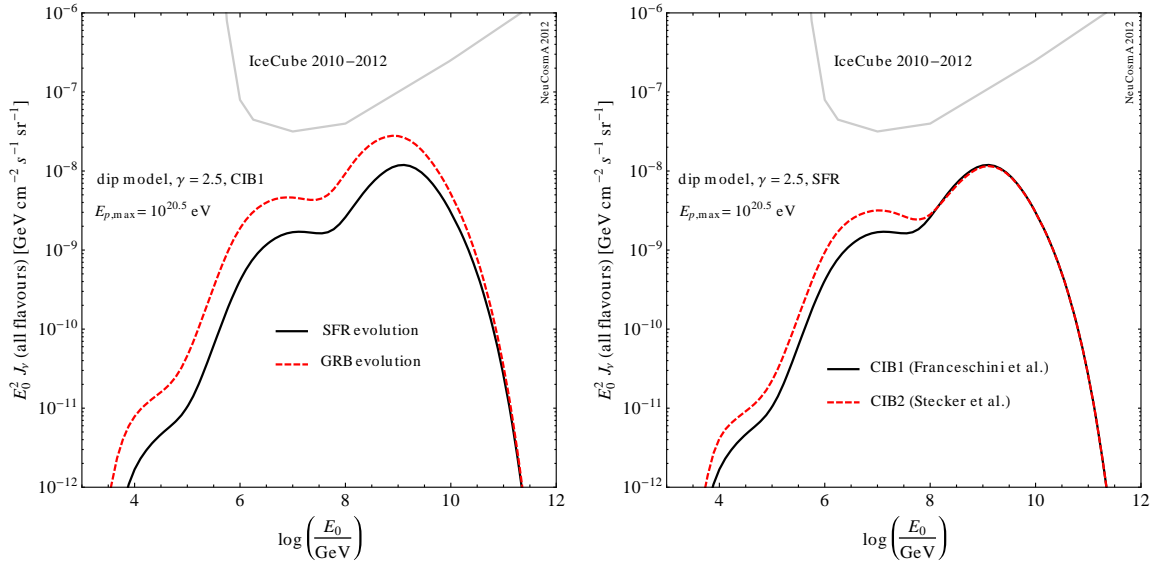 10^-6
10^-7
10^-8
10^-9
10^-10
10^-11
10^-12
E_0^2 J_ν (all flavours) [GeV cm^-2 s^-1 sr^-1]
IceCube 2010−2012
NeuCosmA 2012
dip model, γ = 2.5, CIB1
E_p,max = 10^20.5 eV
SFR evolution
GRB evolution
4 6 8 10 12
log(E_0/GeV)
10^-6
10^-7
10^-8
10^-9
10^-10
10^-11
10^-12
E_0^2 J_ν (all flavours) [GeV cm^-2 s^-1 sr^-1]
IceCube 2010−2012
NeuCosmA 2012
dip model, γ = 2.5, SFR
E_p,max = 10^20.5 eV
CIB1 (Franceschini et al.)
CIB2 (Stecker et al.)
4 6 8 10 12
log(E_0/GeV)